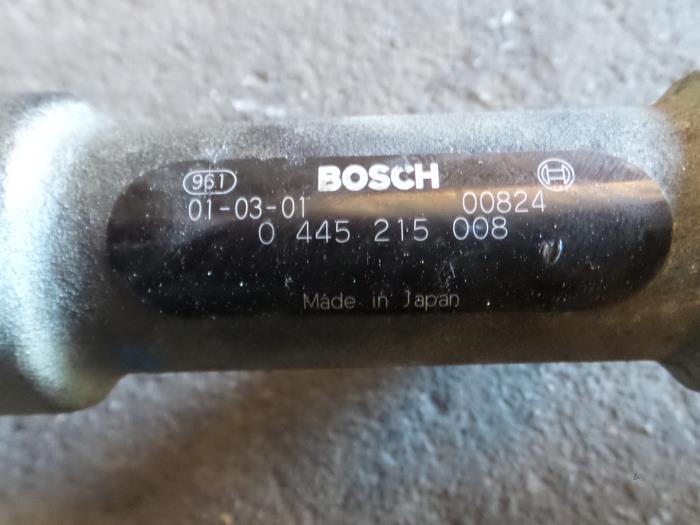 961 BOSCH
01-03-01 00824
0 445 215 008
Made in Japan